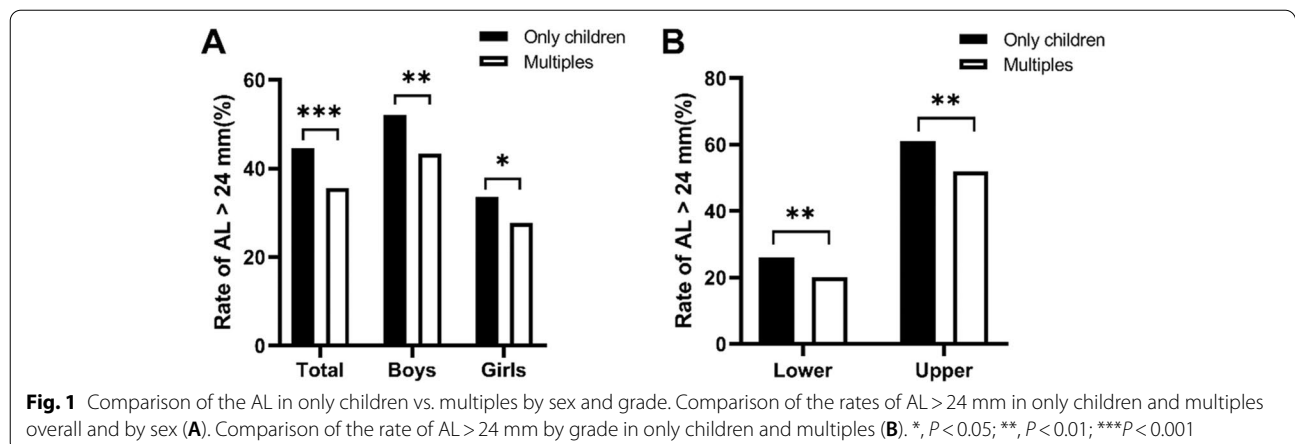 A
Only children
Multiples
Rate of AL > 24 mm(%)
60
40
20
0
***
**
*
Total
Boys
Girls
B
Only children
Multiples
Rate of AL > 24 mm(%)
80
60
40
20
0
**
**
Lower
Upper
Fig. 1 Comparison of the AL in only children vs. multiples by sex and grade. Comparison of the rates of AL > 24 mm in only children and multiples
overall and by sex (A). Comparison of the rate of AL > 24 mm by grade in only children and multiples (B). *, P < 0.05; **, P < 0.01; ***P < 0.001